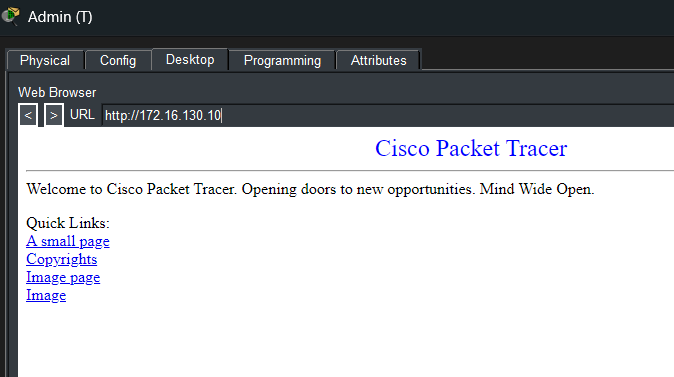 Admin (T)
Physical Config Desktop Programming Attributes
Web Browser
< > URL http://172.16.130.10
Cisco Packet Tracer
Welcome to Cisco Packet Tracer. Opening doors to new opportunities. Mind Wide Open.
Quick Links:
A small page
Copyrights
Image page
Image